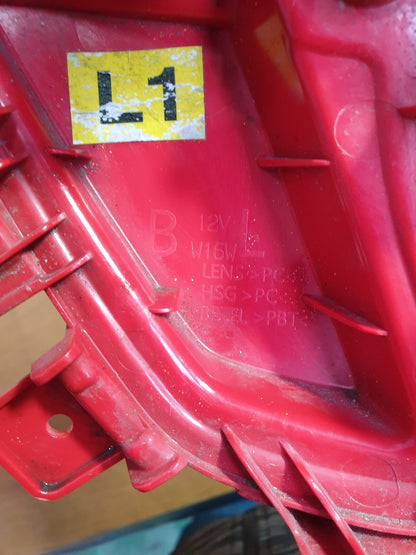 L1
B 12V L
W16W
LENS >PC<
HSG >PC<
>PBT<